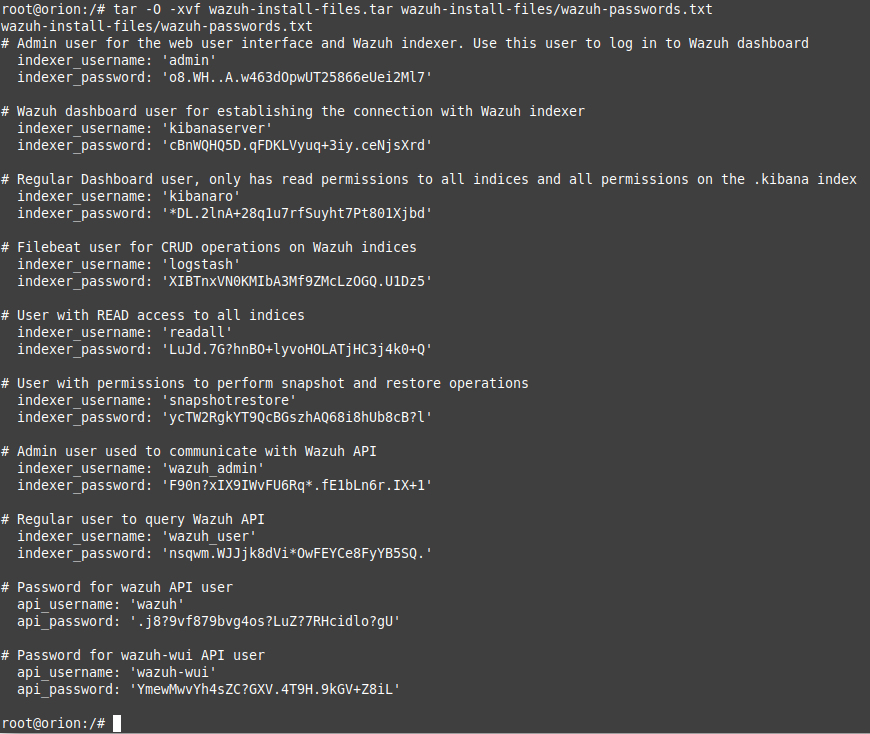 root@orion:/# tar -O -xvf wazuh-install-files.tar wazuh-install-files/wazuh-passwords.txt
wazuh-install-files/wazuh-passwords.txt
# Admin user for the web user interface and Wazuh indexer. Use this user to log in to Wazuh dashboard
  indexer_username: 'admin'
  indexer_password: 'o8.WH..A.w463dOpwUT25866eUei2Ml7'

# Wazuh dashboard user for establishing the connection with Wazuh indexer
  indexer_username: 'kibanaserver'
  indexer_password: 'cBnWQHQ5D.qFDKLVyuq+3iy.ceNjsXrd'

# Regular Dashboard user, only has read permissions to all indices and all permissions on the .kibana index
  indexer_username: 'kibanaro'
  indexer_password: '*DL.2lnA+28q1u7rfSuyht7Pt801Xjbd'

# Filebeat user for CRUD operations on Wazuh indices
  indexer_username: 'logstash'
  indexer_password: 'XIBTnxVN0KMIbA3Mf9ZMcLzOGQ.U1Dz5'

# User with READ access to all indices
  indexer_username: 'readall'
  indexer_password: 'LuJd.7G?hnBO+lyvoHOLATjHC3j4k0+Q'

# User with permissions to perform snapshot and restore operations
  indexer_username: 'snapshotrestore'
  indexer_password: 'ycTW2RgkYT9QcBGszhAQ68i8hUb8cB?l'

# Admin user used to communicate with Wazuh API
  indexer_username: 'wazuh_admin'
  indexer_password: 'F90n?xIX9IWvFU6Rq*.fE1bLn6r.IX+1'

# Regular user to query Wazuh API
  indexer_username: 'wazuh_user'
  indexer_password: 'nsqwm.WJJjk8dVi*OwFEYCe8FyYB5SQ.'

# Password for wazuh API user
  api_username: 'wazuh'
  api_password: '.j8?9vf879bvg4os?LuZ?7RHcidlo?gU'

# Password for wazuh-wui API user
  api_username: 'wazuh-wui'
  api_password: 'YmewMwvYh4sZC?GXV.4T9H.9kGV+Z8iL'

root@orion:/#